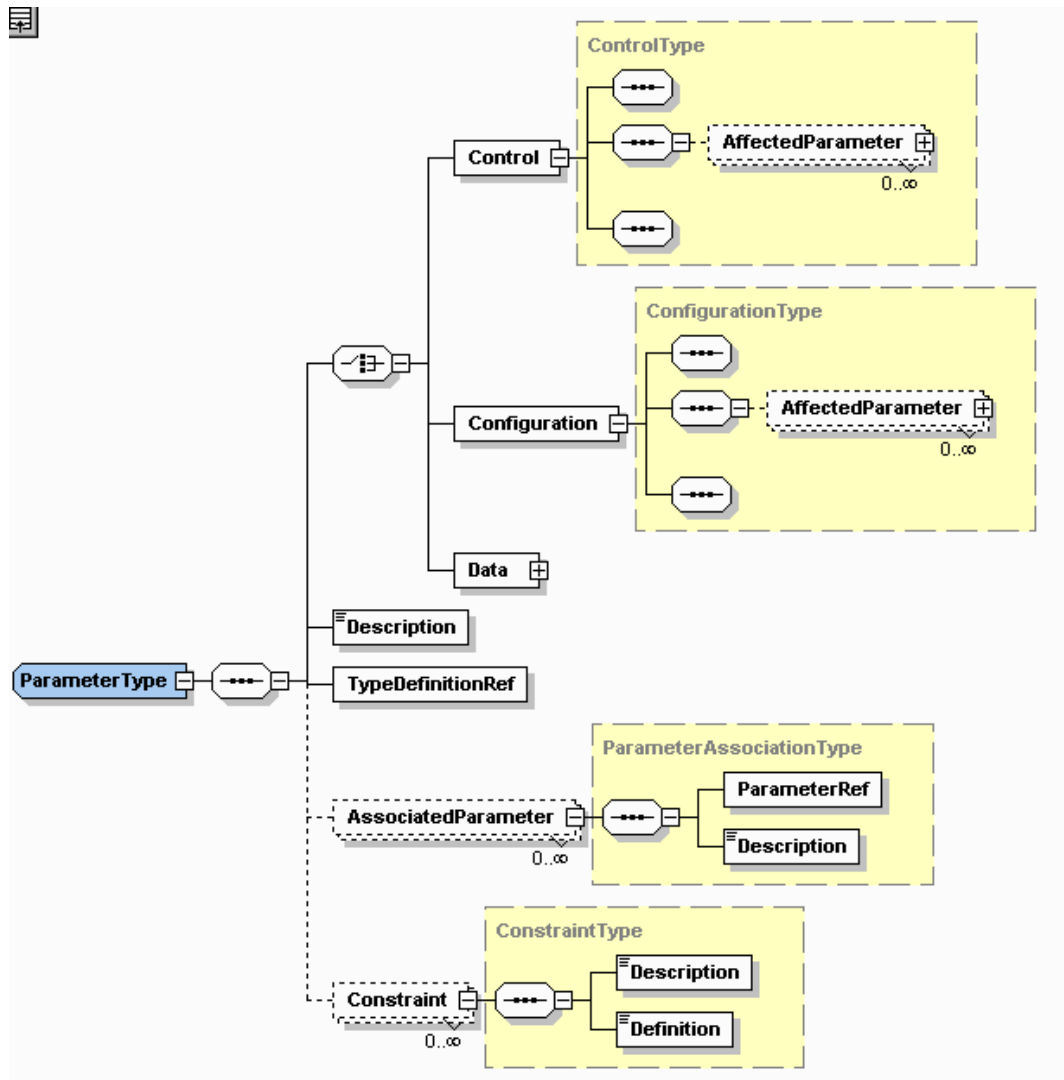 ControlType
Control
AffectedParameter
0..∞
ConfigurationType
Configuration
AffectedParameter
0..∞
Data
Description
ParameterType
TypeDefinitionRef
ParameterAssociationType
AssociatedParameter
0..∞
ParameterRef
Description
ConstraintType
Constraint
0..∞
Description
Definition